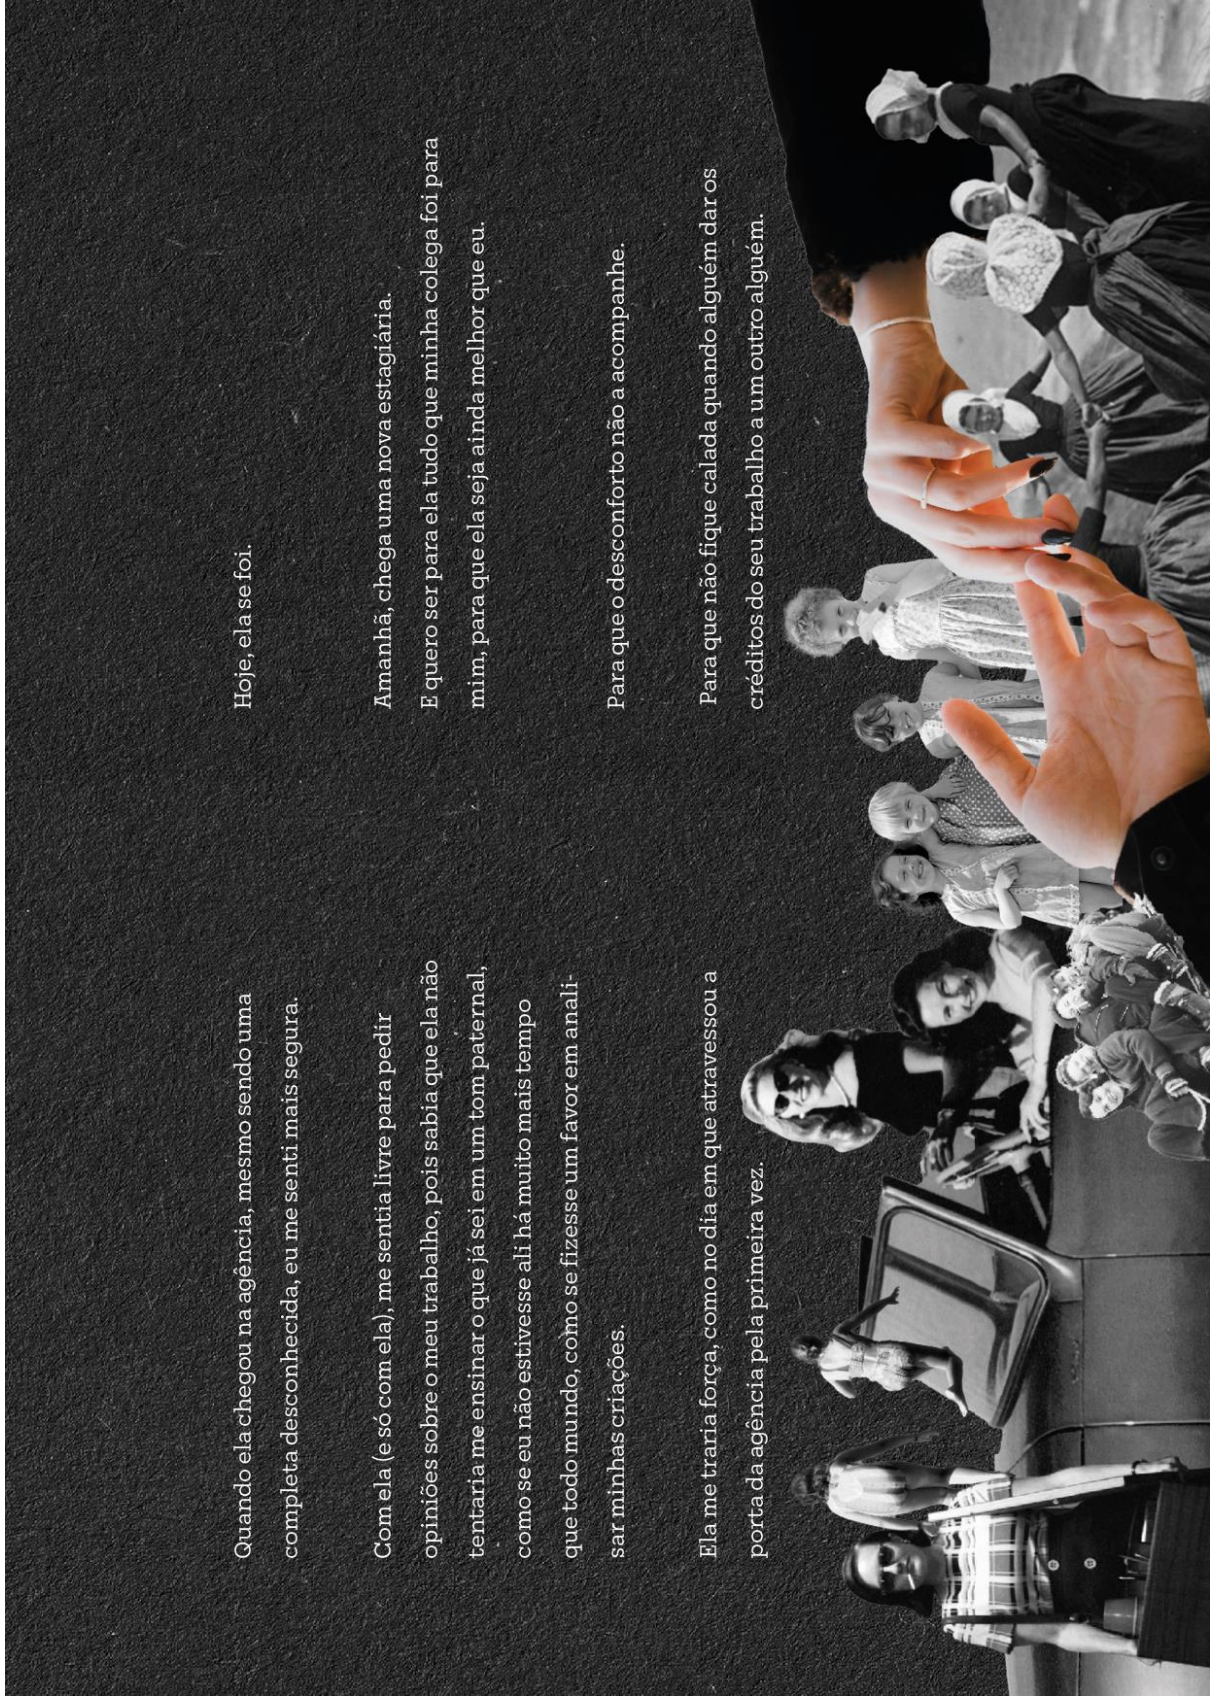 Quando ela chegou na agência, mesmo sendo uma
completa desconhecida, eu me senti mais segura.
Com ela (e só com ela), me sentia livre para pedir
opiniões sobre o meu trabalho, pois sabia que ela não
tentaria me ensinar o que já sei em um tom paternal,
como se eu não estivesse ali há muito mais tempo
que todo mundo, como se fizesse um favor em anali-
sar minhas criações.
Ela me traria força, como no dia em que atravessou a
porta da agência pela primeira vez.
Hoje, ela se foi.
Amanhã, chega uma nova estagiária.
E quero ser para ela tudo que minha colega foi para
mim, para que ela seja ainda melhor que eu.
Para que o desconforto não a acompanhe.
Para que não fique calada quando alguém dar os
créditos do seu trabalho a um outro alguém.